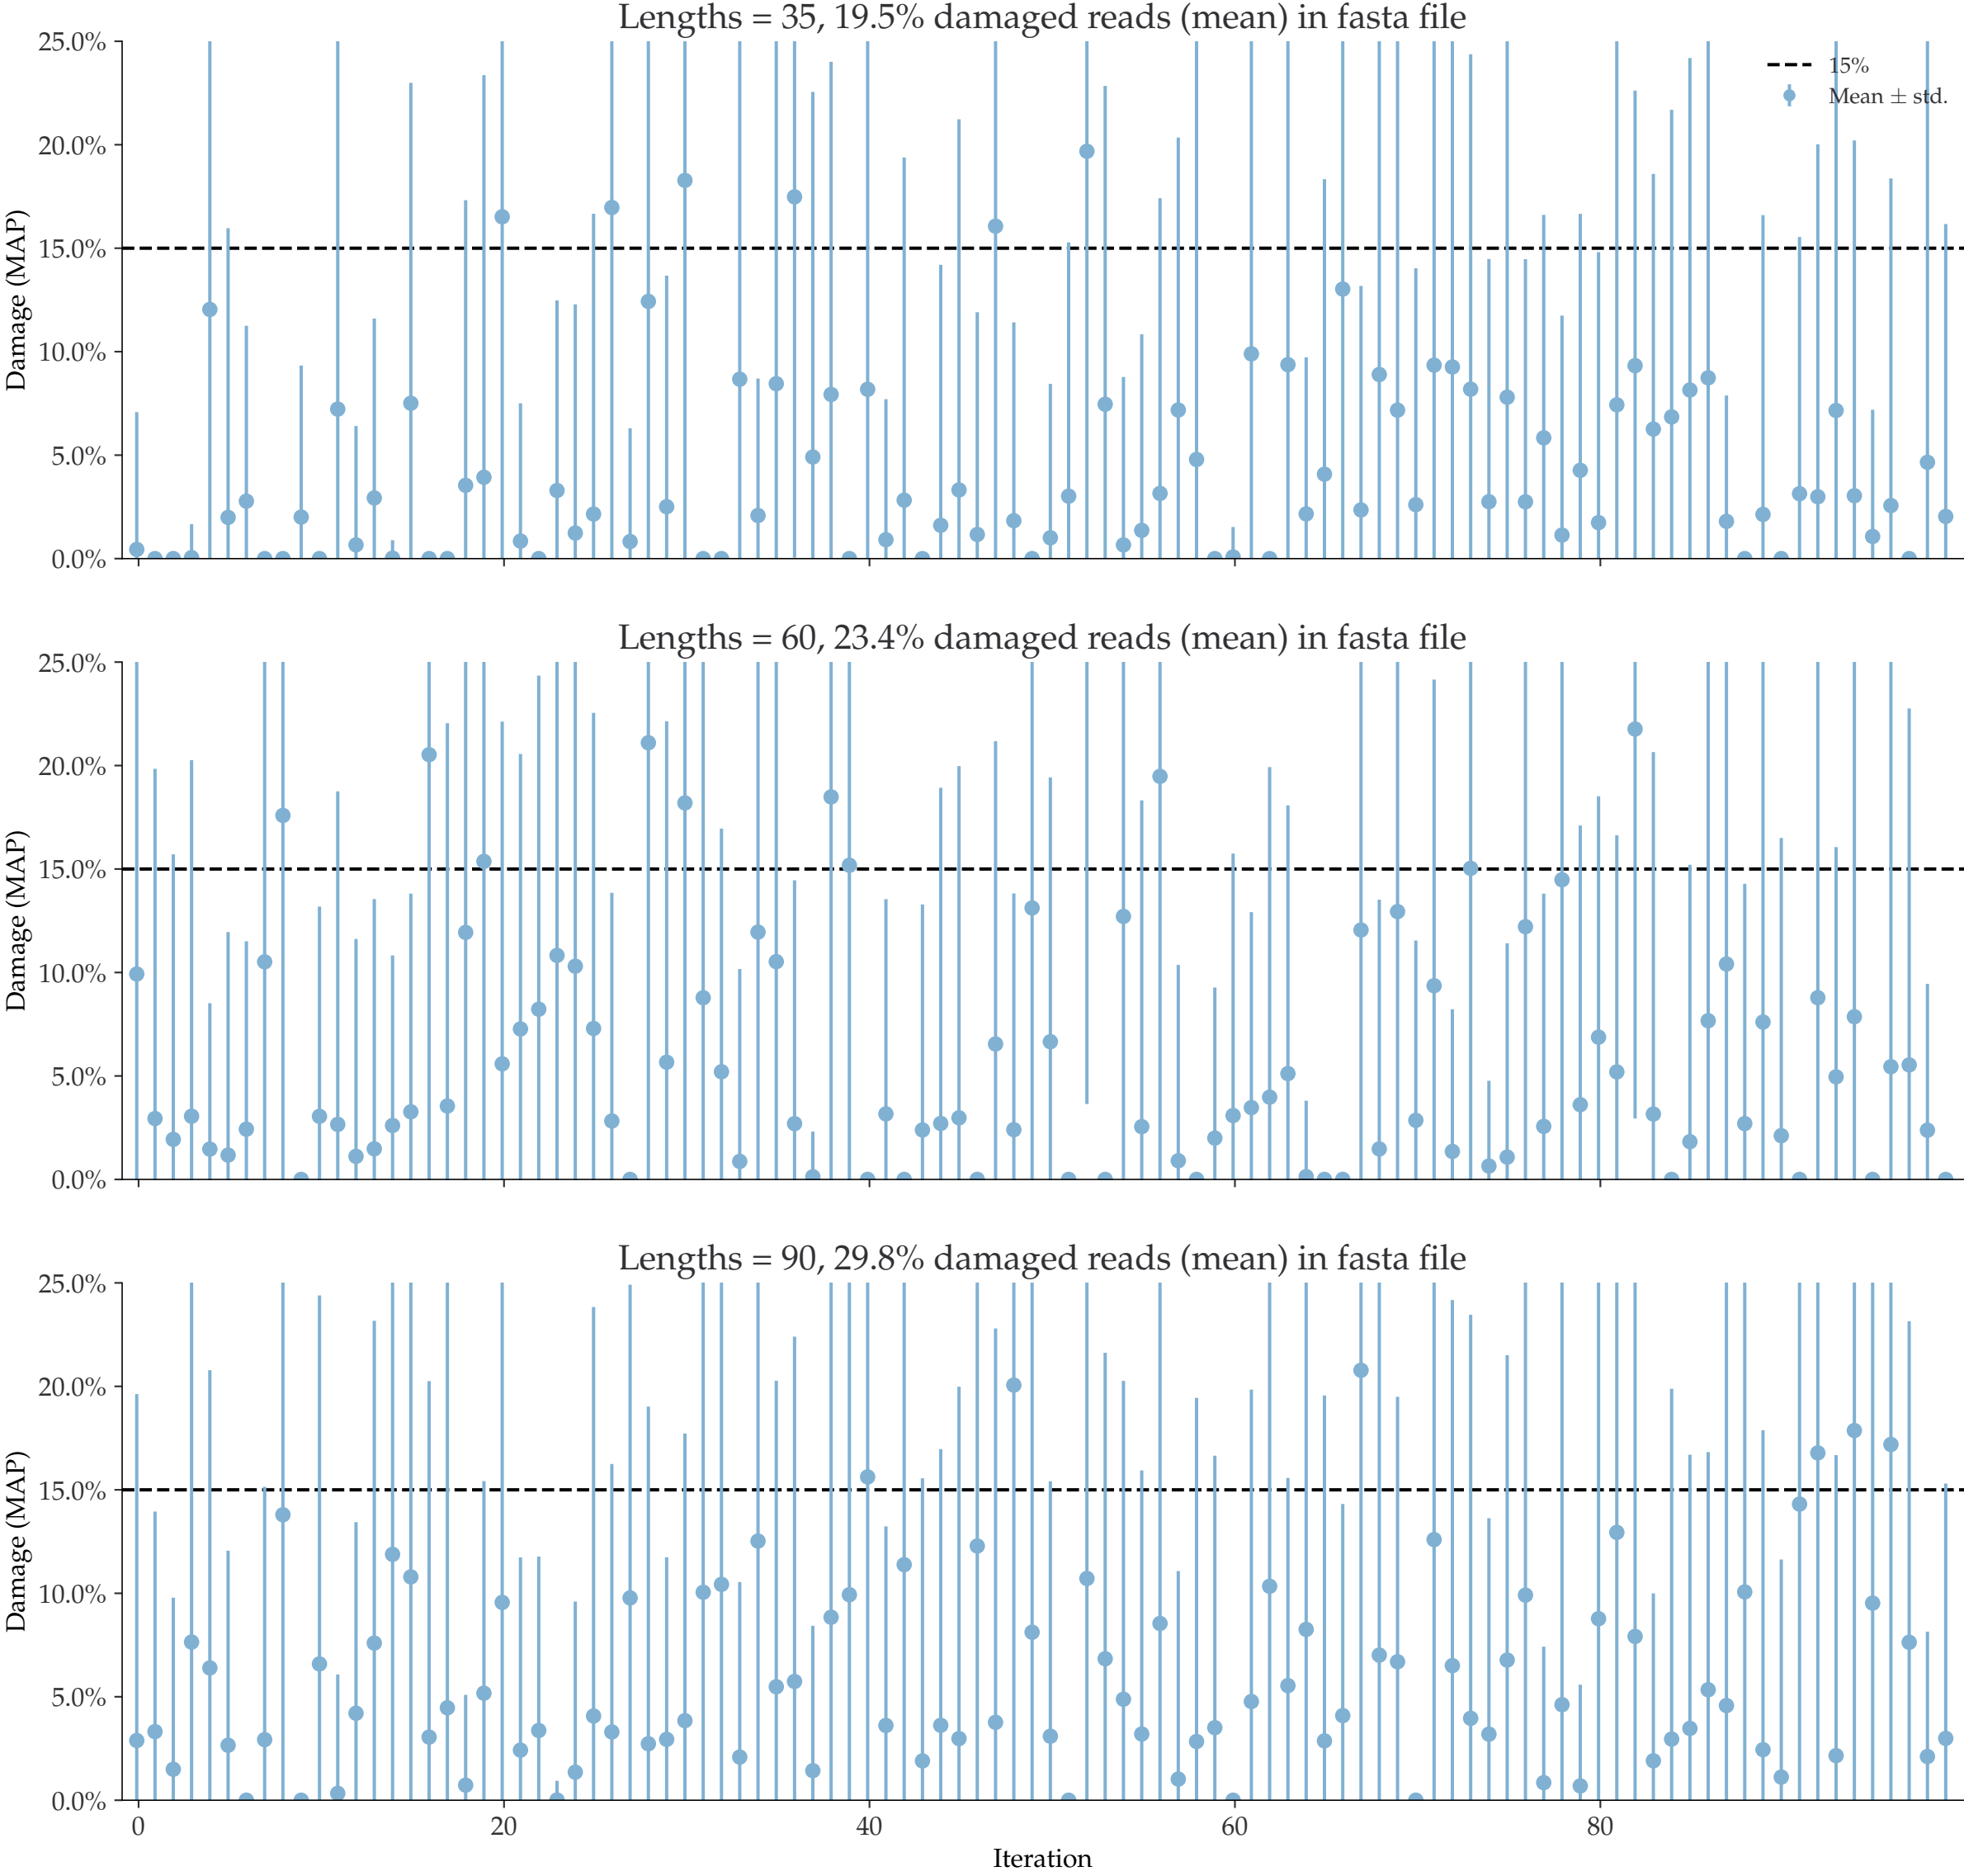 Lengths = 35, 19.5% damaged reads (mean) in fasta file
25.0%
20.0%
15.0%
10.0%
5.0%
0.0%
Damage (MAP)
15%
Mean ± std.
Lengths = 60, 23.4% damaged reads (mean) in fasta file
25.0%
20.0%
15.0%
10.0%
5.0%
0.0%
Damage (MAP)
Lengths = 90, 29.8% damaged reads (mean) in fasta file
25.0%
20.0%
15.0%
10.0%
5.0%
0.0%
Damage (MAP)
0 20 40 60 80
Iteration